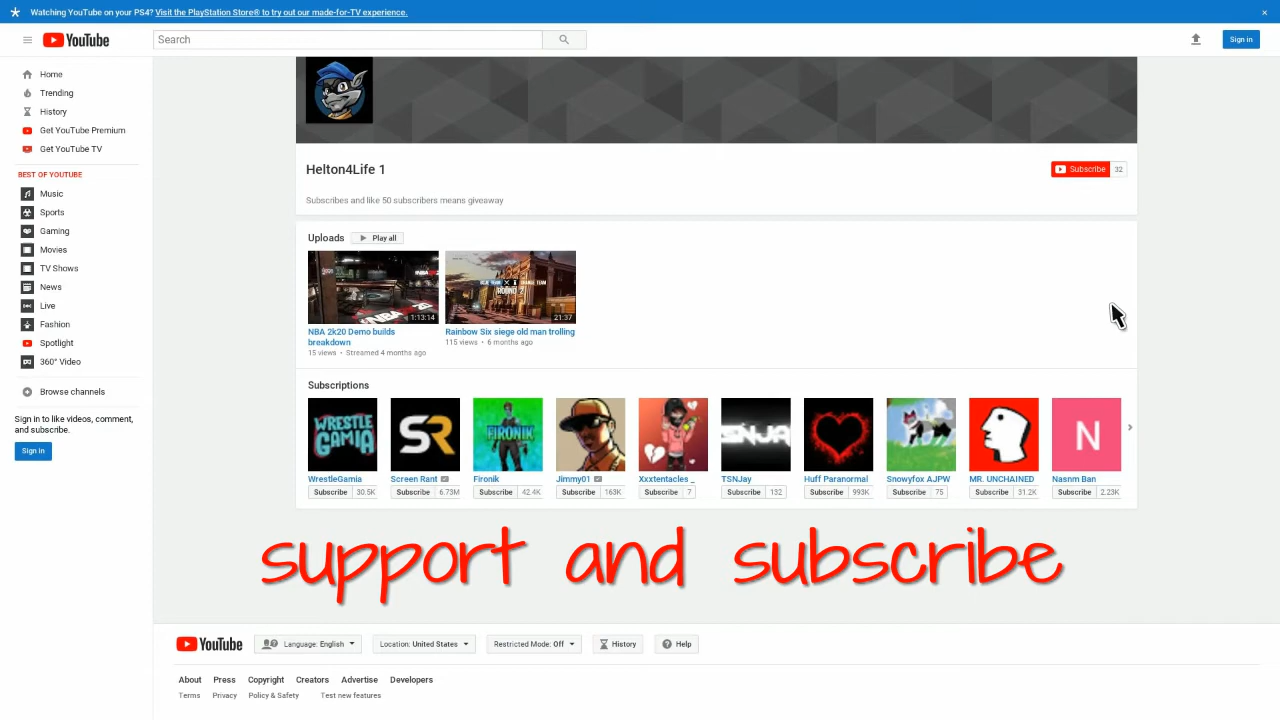 Watching YouTube on your PS4? Visit the PlayStation Store® to try out our made-for-TV experience.
YouTube
Search
Sign in
Home
Trending
History
Get YouTube Premium
Get YouTube TV
BEST OF YOUTUBE
Music
Sports
Gaming
Movies
TV Shows
News
Live
Fashion
Spotlight
360° Video
Browse channels
Sign in to like videos, comment,
and subscribe.
Sign in
Helton4Life 1
Subscribe 32
Subscribes and like 50 subscribers means giveaway
Uploads Play all
1:13:14 21:37
NBA 2k20 Demo builds
breakdown
15 views • Streamed 4 months ago
Rainbow Six siege old man trolling
115 views • 6 months ago
ROUND 2
Subscriptions
WRESTLE
GAMIA
SR
FIRONIK
SNJA
N
WrestleGamia Screen Rant Fironik Jimmy01 Xxxtentacles _ TSNJay Huff Paranormal Snowyfox AJPW MR. UNCHAINED Nasnm Ban
Subscribe 30.5K Subscribe 6.73M Subscribe 42.4K Subscribe 163K Subscribe 7 Subscribe 132 Subscribe 993K Subscribe 75 Subscribe 31.2K Subscribe 2.23K
support and subscribe
YouTube Language: English Location: United States Restricted Mode: Off History Help
About Press Copyright Creators Advertise Developers
Terms Privacy Policy & Safety Test new features